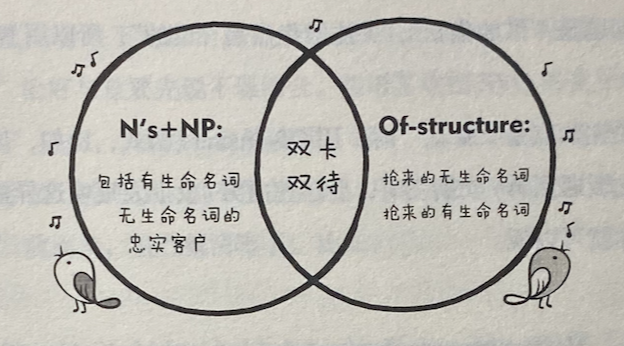 N's+NP:
包括有生命名词
无生命名词的
忠实客户
双卡
双待
Of-structure:
抢来的无生命名词
抢来的有生命名词